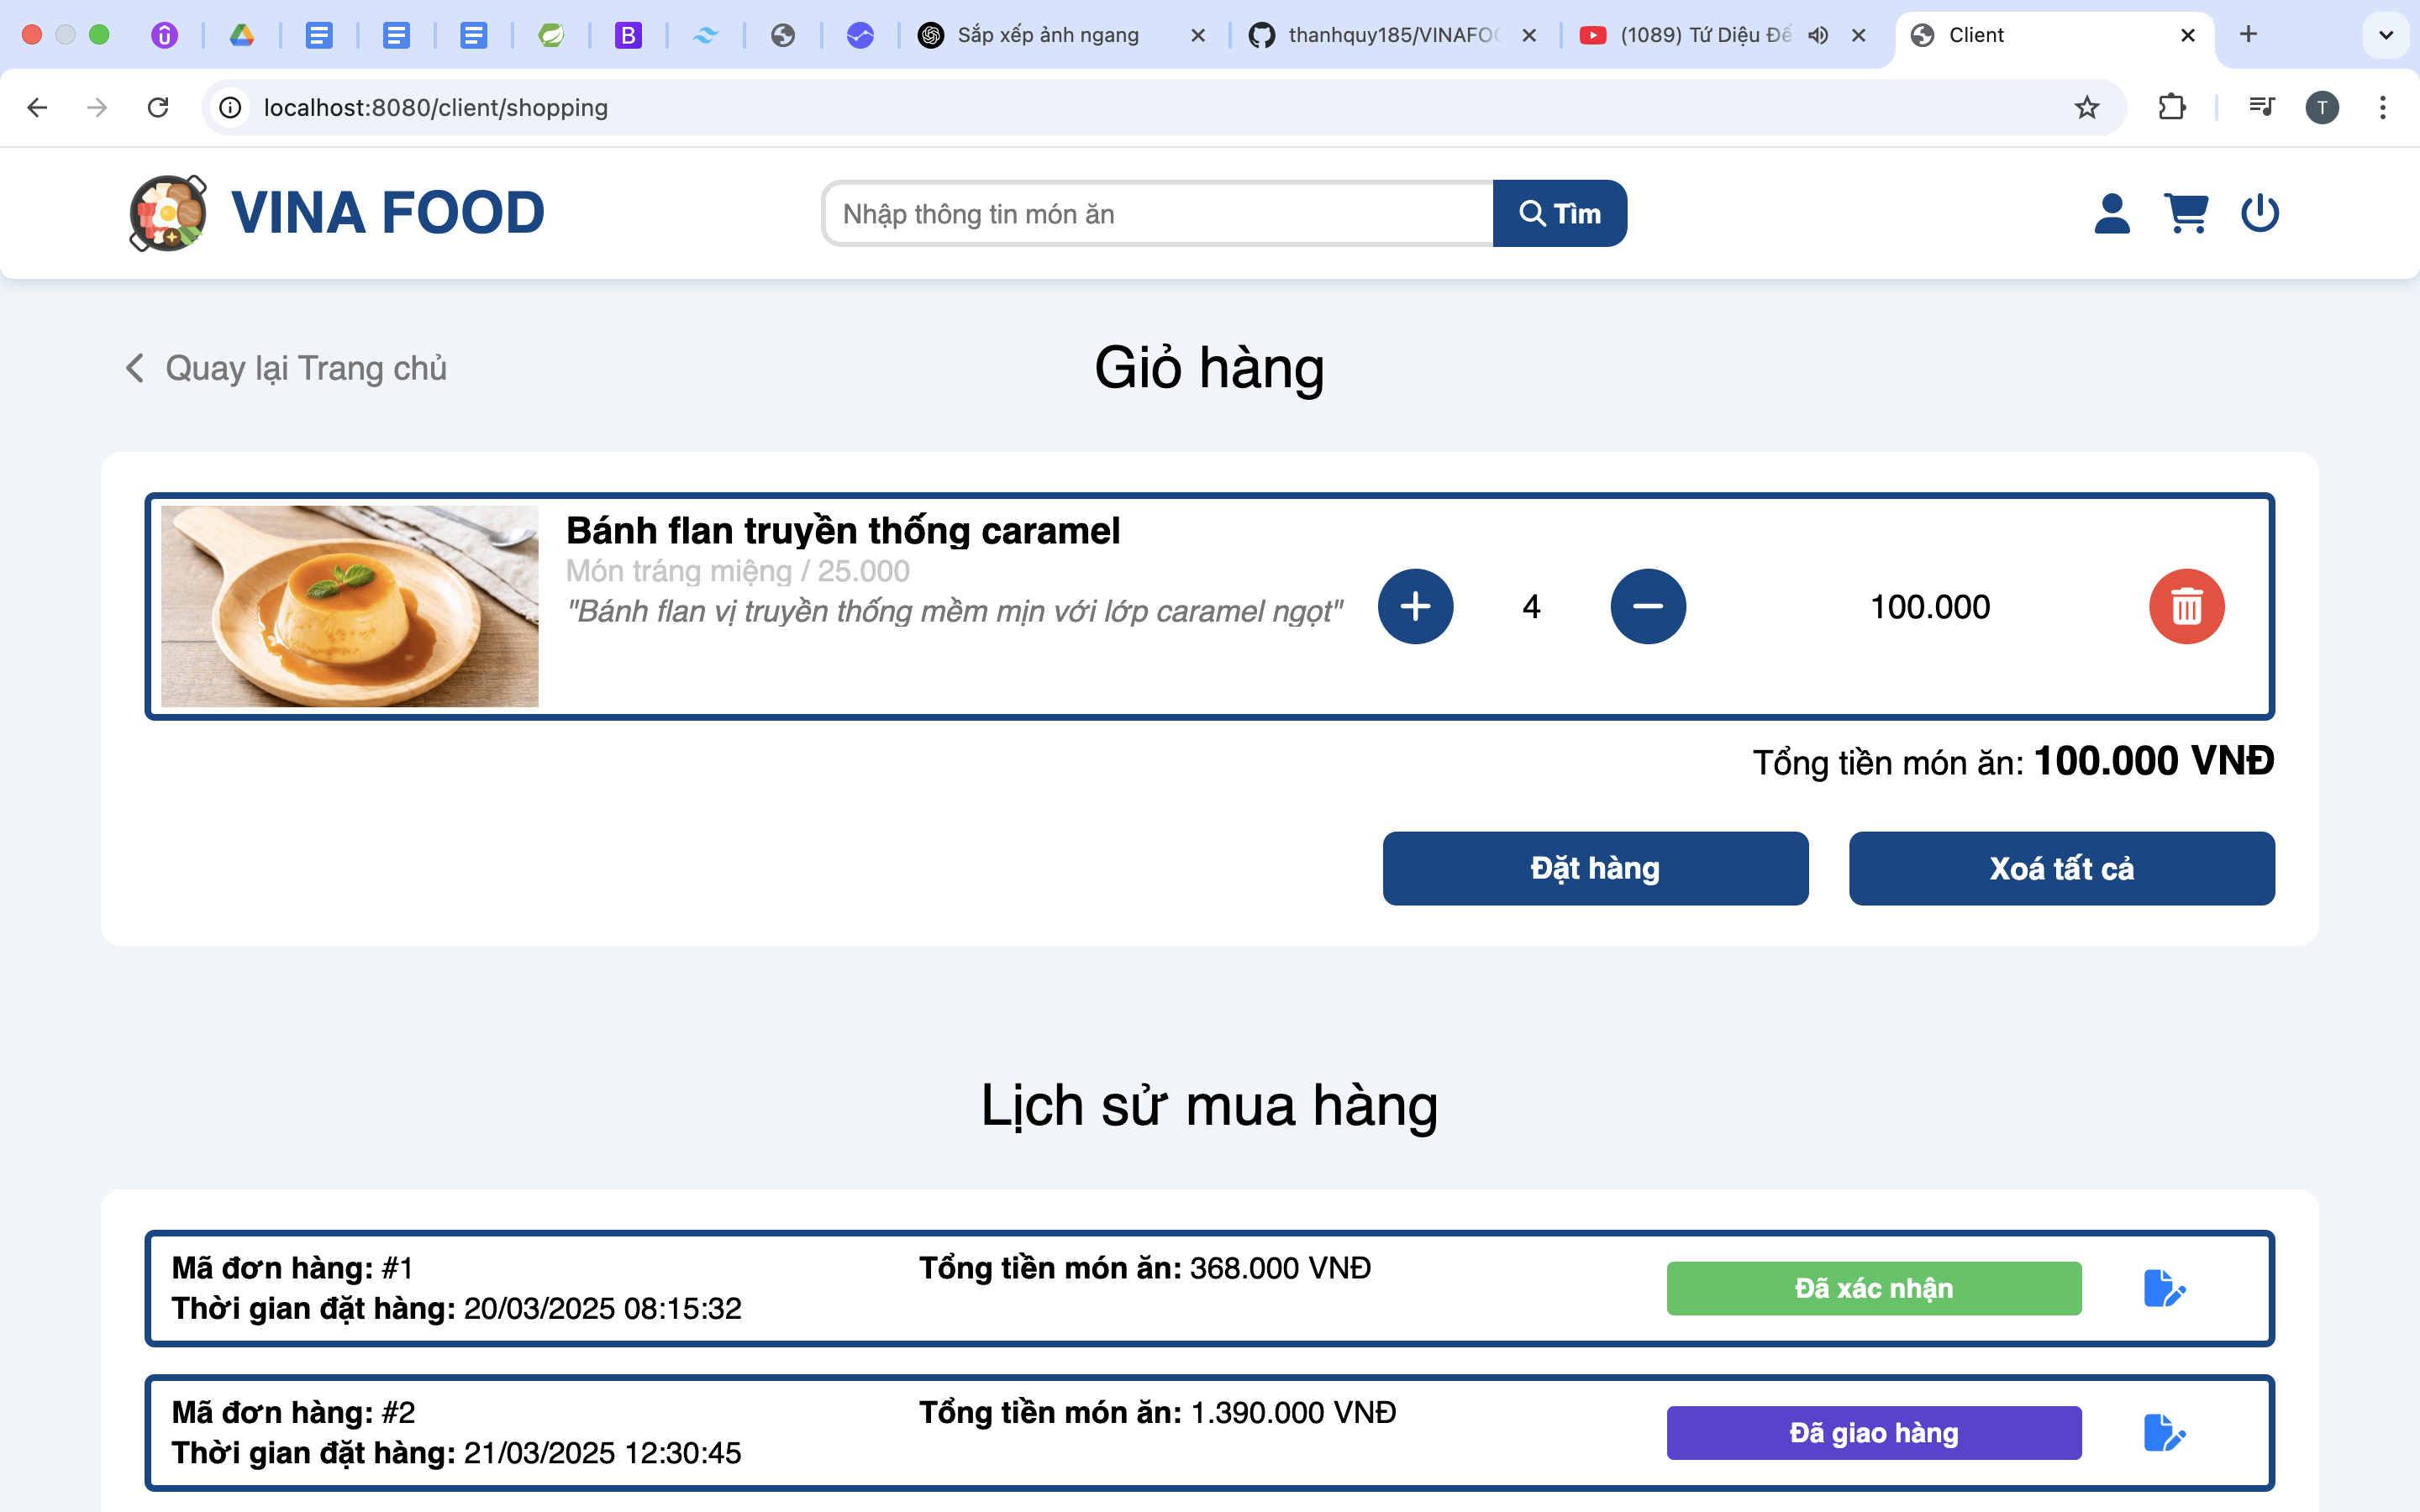 Sắp xếp ảnh ngang
thanhquy185/VINAFOO
(1089) Tứ Diệu Đế
Client
localhost:8080/client/shopping
T
B
VINA FOOD
Nhập thông tin món ăn
Tìm
Quay lại Trang chủ
Giỏ hàng
Bánh flan truyền thống caramel
Món tráng miệng / 25.000
"Bánh flan vị truyền thống mềm mịn với lớp caramel ngọt"
4
100.000
Tổng tiền món ăn: 100.000 VNĐ
Đặt hàng
Xoá tất cả
Lịch sử mua hàng
Mã đơn hàng: #1
Thời gian đặt hàng: 20/03/2025 08:15:32
Tổng tiền món ăn: 368.000 VNĐ
Đã xác nhận
Mã đơn hàng: #2
Thời gian đặt hàng: 21/03/2025 12:30:45
Tổng tiền món ăn: 1.390.000 VNĐ
Đã giao hàng